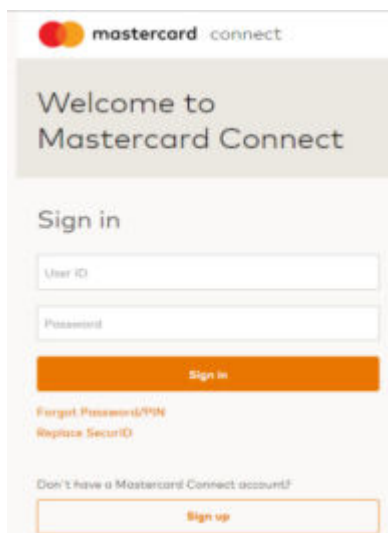 mastercard connect
Welcome to
Mastercard Connect
Sign in
User ID
Password
Sign in
Forgot Password/PIN
Replace SecurID
Don't have a Mastercard Connect account?
Sign up